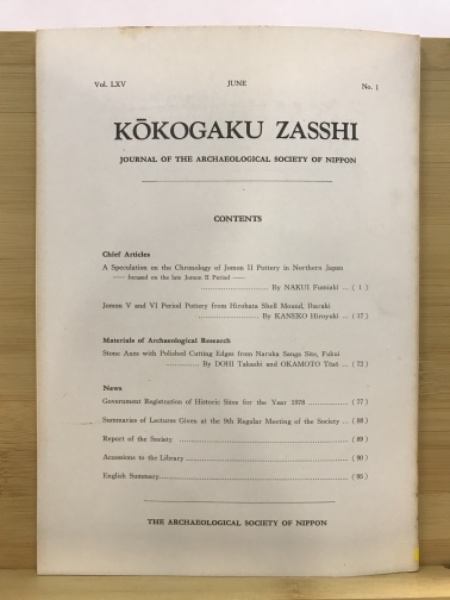 Vol. LXV JUNE No. 1
KŌKOGAKU ZASSHI
JOURNAL OF THE ARCHAEOLOGICAL SOCIETY OF NIPPON
CONTENTS
Chief Articles
A Speculation on the Chronology of Jomon II Pottery in Northern Japan
— focused on the late Jomon II Period —
By NAKUI Fumiaki ... ( 1 )
Jomon V and VI Period Pottery from Hirohata Shell Mound, Ibaraki
By KANEKO Hiroyuki ... ( 17 )
Materials of Archaeological Research
Stone Axes with Polished Cutting Edges from Naruka Sanga Site, Fukui
By DOHI Takashi and OKAMOTO ... ( 72 )
News
Government Registration of Historic Sites for the Year 1978 ... ( 77 )
Summaries of Lectures Given at the 9th Regular Meeting of the Society ... ( 88 )
Report of the Society ... ( 89 )
Accessions to the Library ... ( 90 )
English Summary ... ( 95 )
THE ARCHAEOLOGICAL SOCIETY OF NIPPON